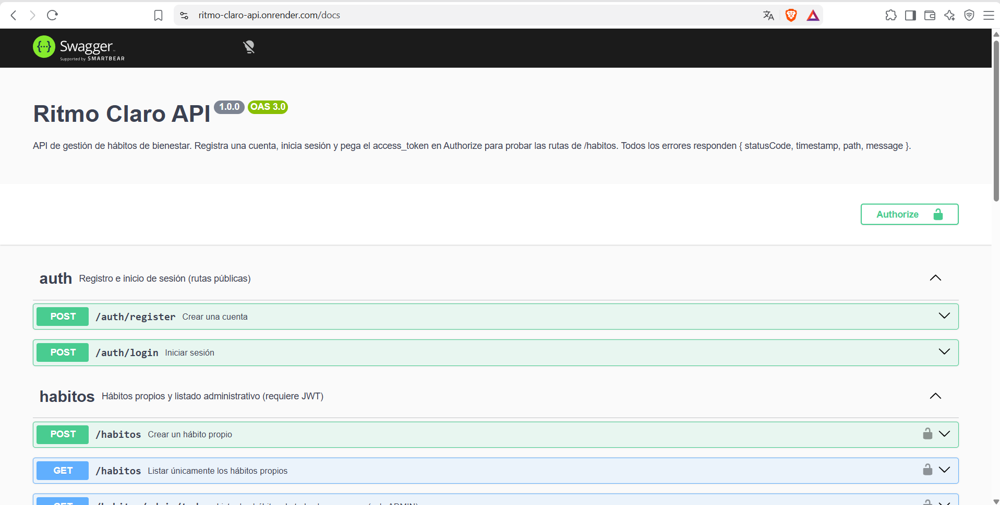 ritmo-claro-api.onrender.com/docs
Swagger
Supported by SMARTBEAR
Ritmo Claro API 1.0.0 OAS 3.0
API de gestión de hábitos de bienestar. Registra una cuenta, inicia sesión y pega el access_token en Authorize para probar las rutas de /habitos. Todos los errores responden { statusCode, timestamp, path, message }.
Authorize
auth Registro e inicio de sesión (rutas públicas)
POST /auth/register Crear una cuenta
POST /auth/login Iniciar sesión
habitos Hábitos propios y listado administrativo (requiere JWT)
POST /habitos Crear un hábito propio
GET /habitos Listar únicamente los hábitos propios
GET